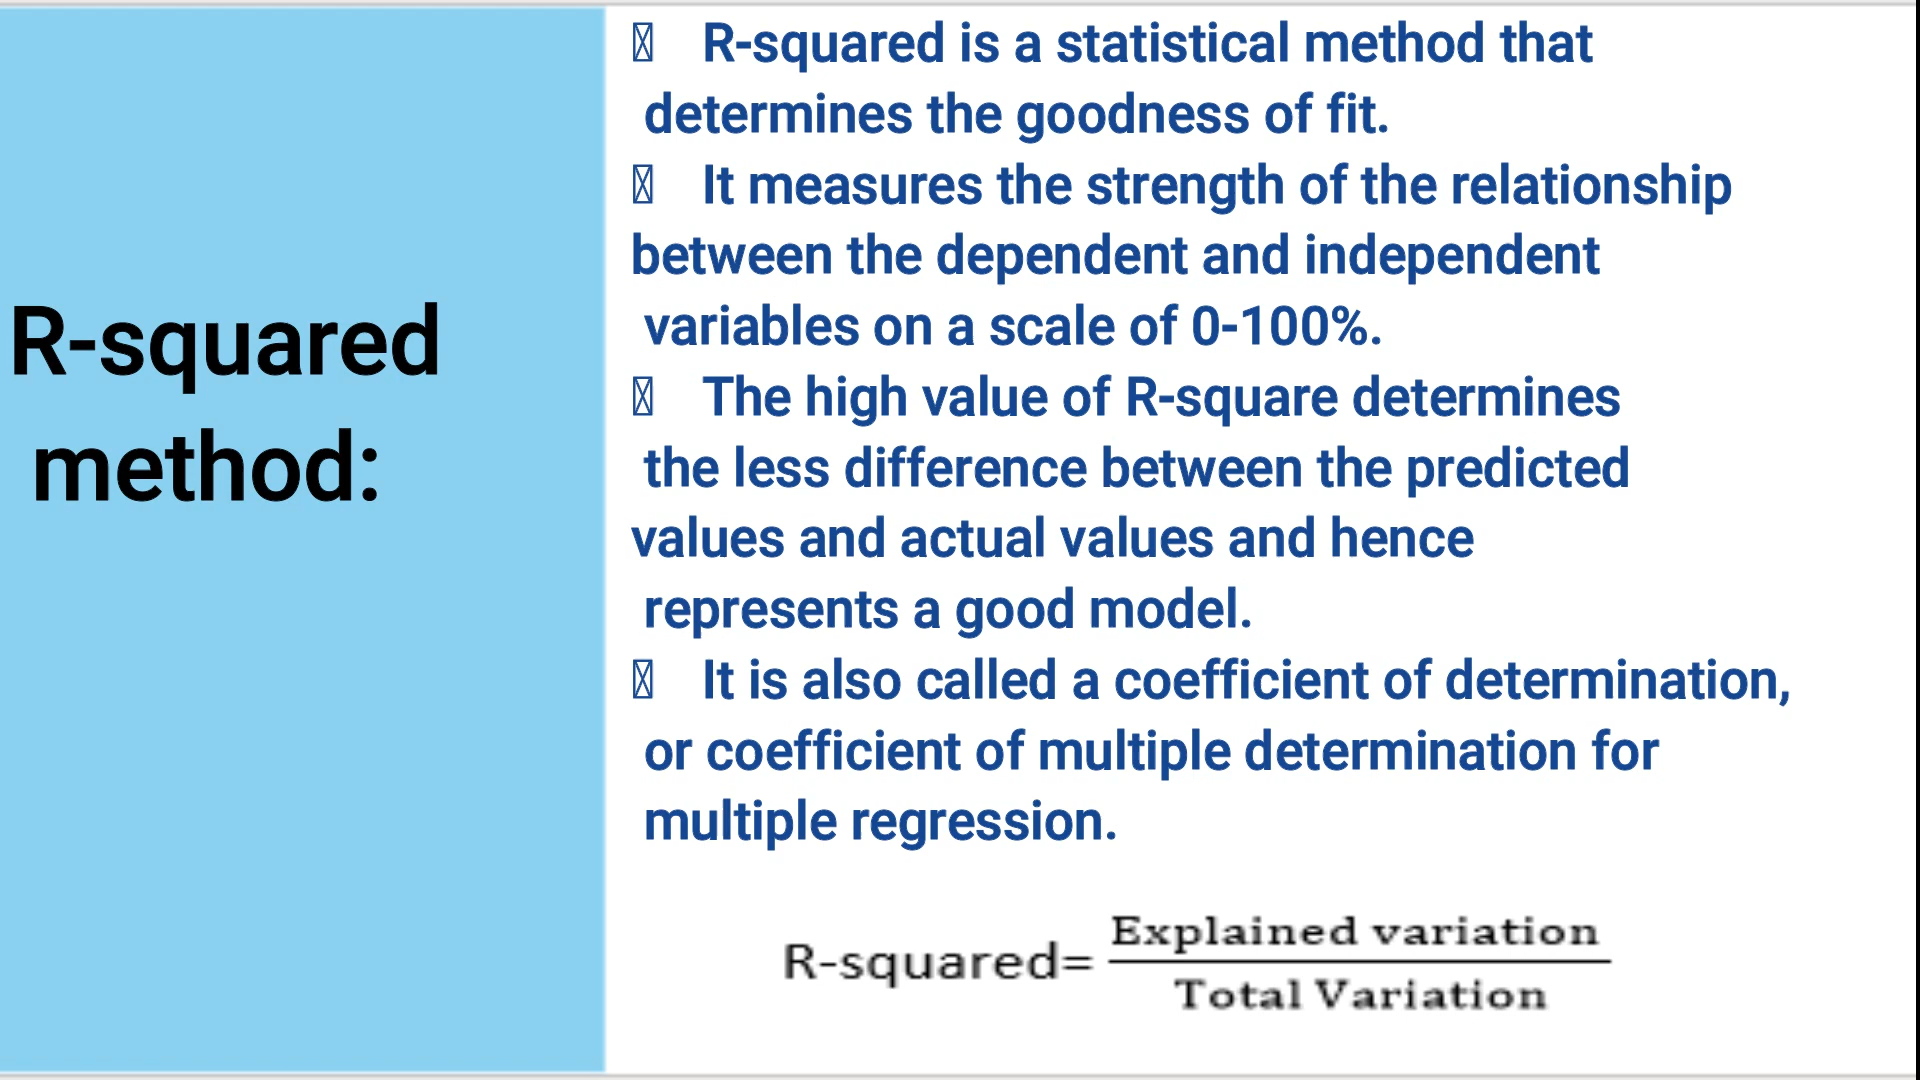 R-squared
method:
R-squared is a statistical method that
determines the goodness of fit.
It measures the strength of the relationship
between the dependent and independent
variables on a scale of 0-100%.
The high value of R-square determines
the less difference between the predicted
values and actual values and hence
represents a good model.
It is also called a coefficient of determination,
or coefficient of multiple determination for
multiple regression.
R-squared= Explained variation
Total Variation